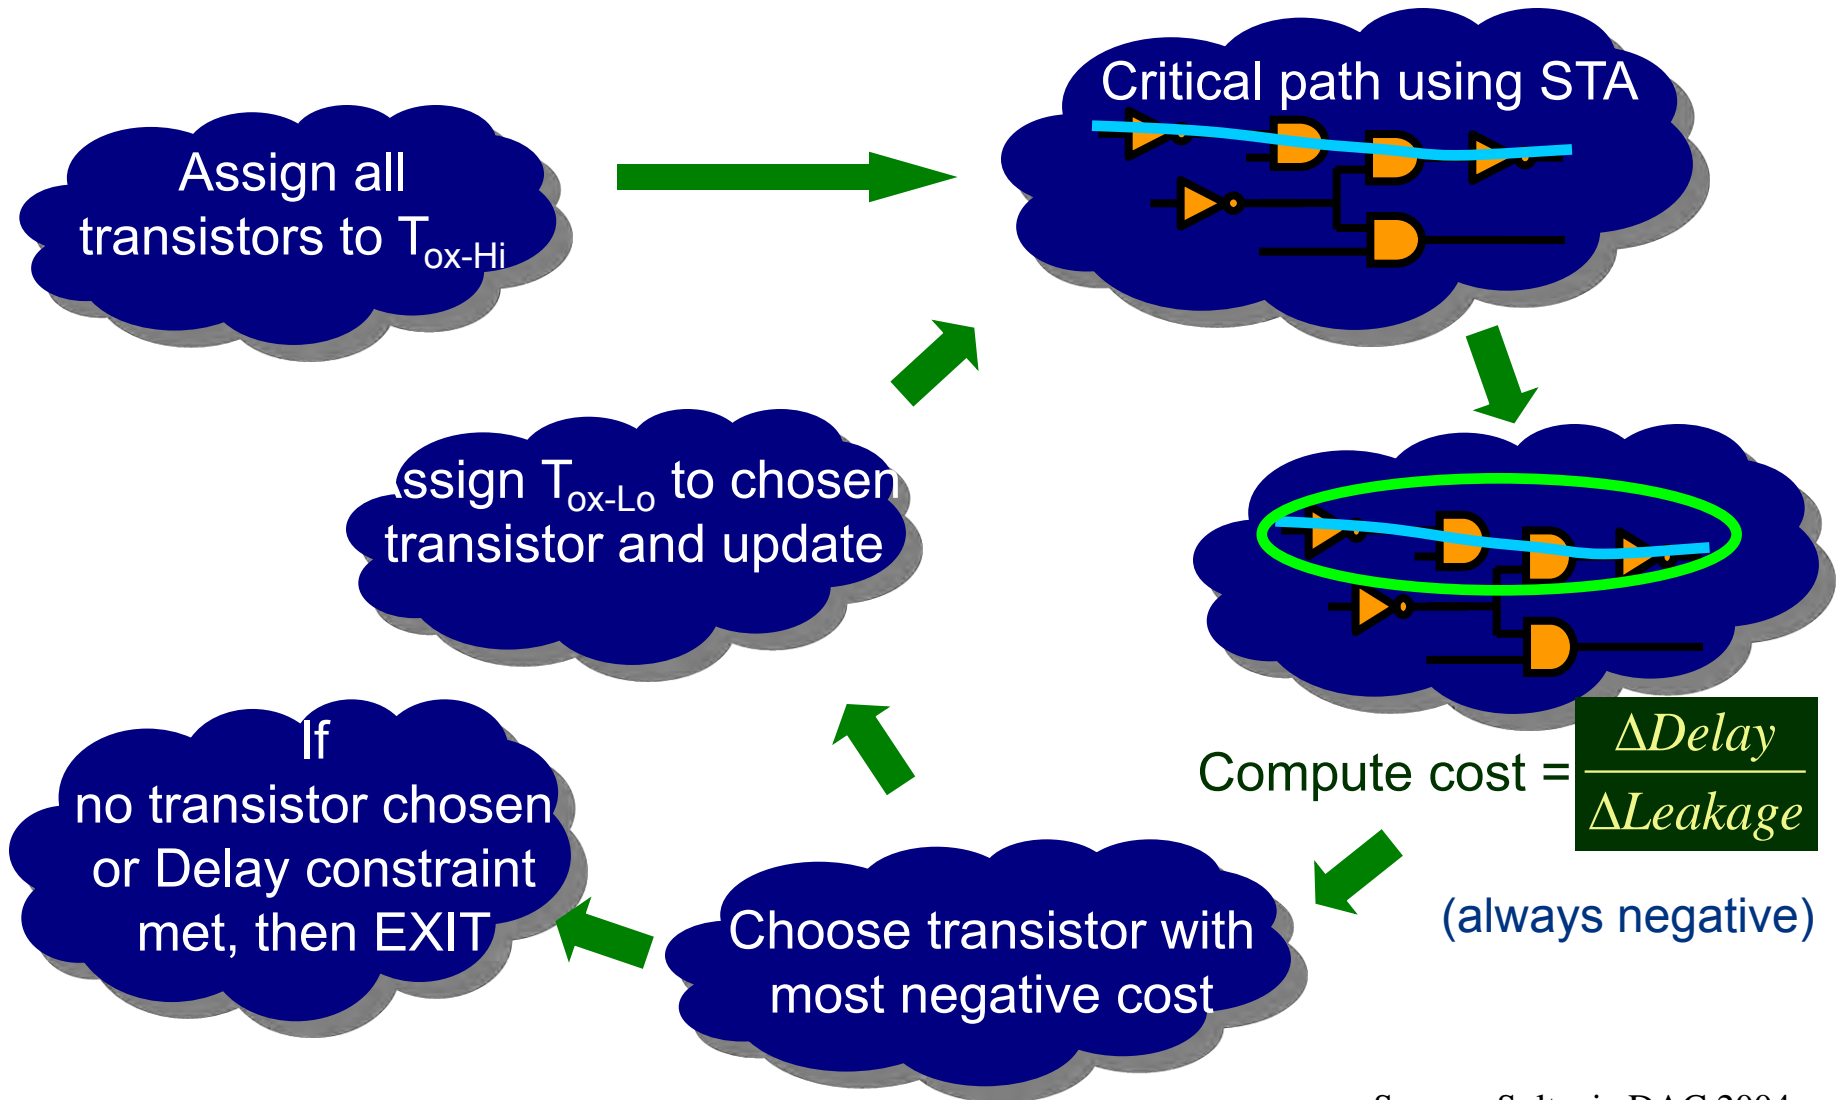 Assign all
transistors to Tox-Hi
Critical path using STA
ssign Tox-Lo to chosen
transistor and update
Compute cost = ΔDelay / ΔLeakage
(always negative)
Choose transistor with
most negative cost
If
no transistor chosen
or Delay constraint
met, then EXIT
DAC 2004